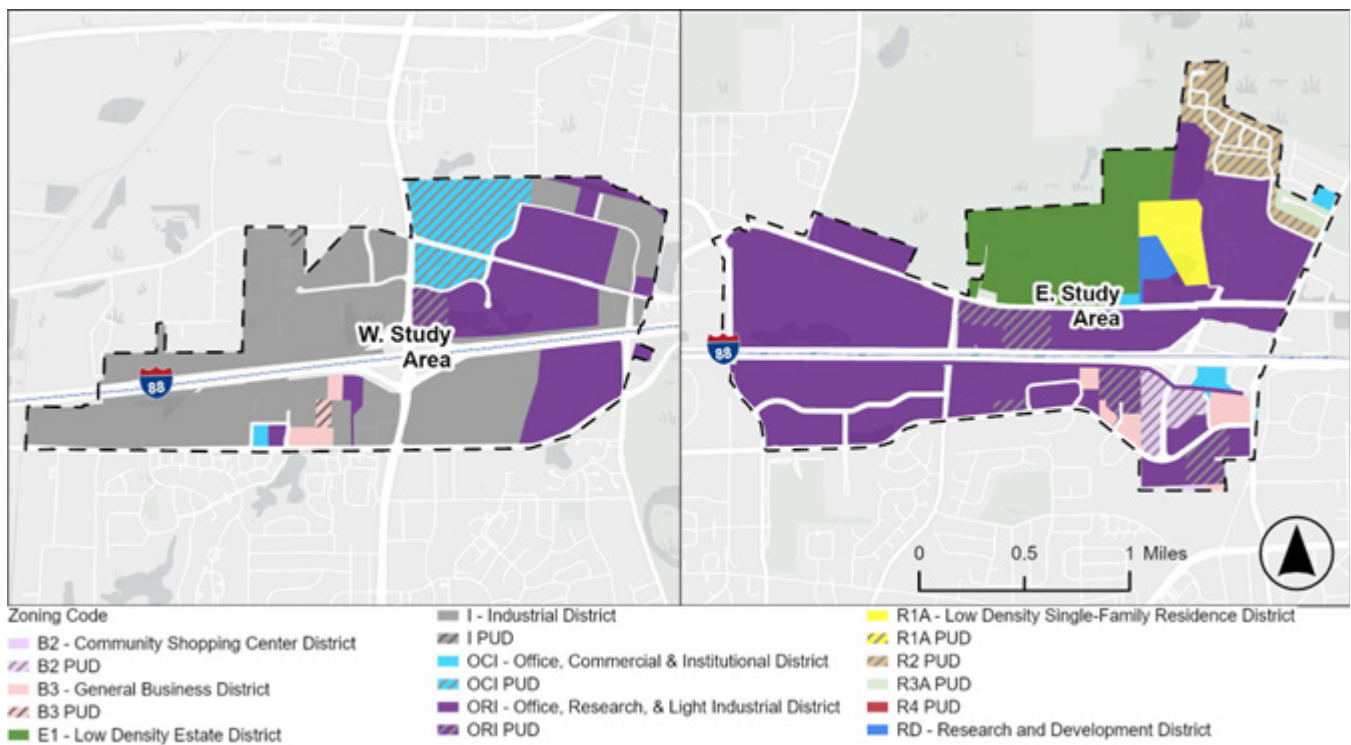 W. Study
Area
88
E. Study
Area
88
0 0.5 1 Miles
Zoning Code
B2 - Community Shopping Center District
B2 PUD
B3 - General Business District
B3 PUD
E1 - Low Density Estate District
I - Industrial District
I PUD
OCI - Office, Commercial & Institutional District
OCI PUD
ORI - Office, Research, & Light Industrial District
ORI PUD
R1A - Low Density Single-Family Residence District
R1A PUD
R2 PUD
R3A PUD
R4 PUD
RD - Research and Development District